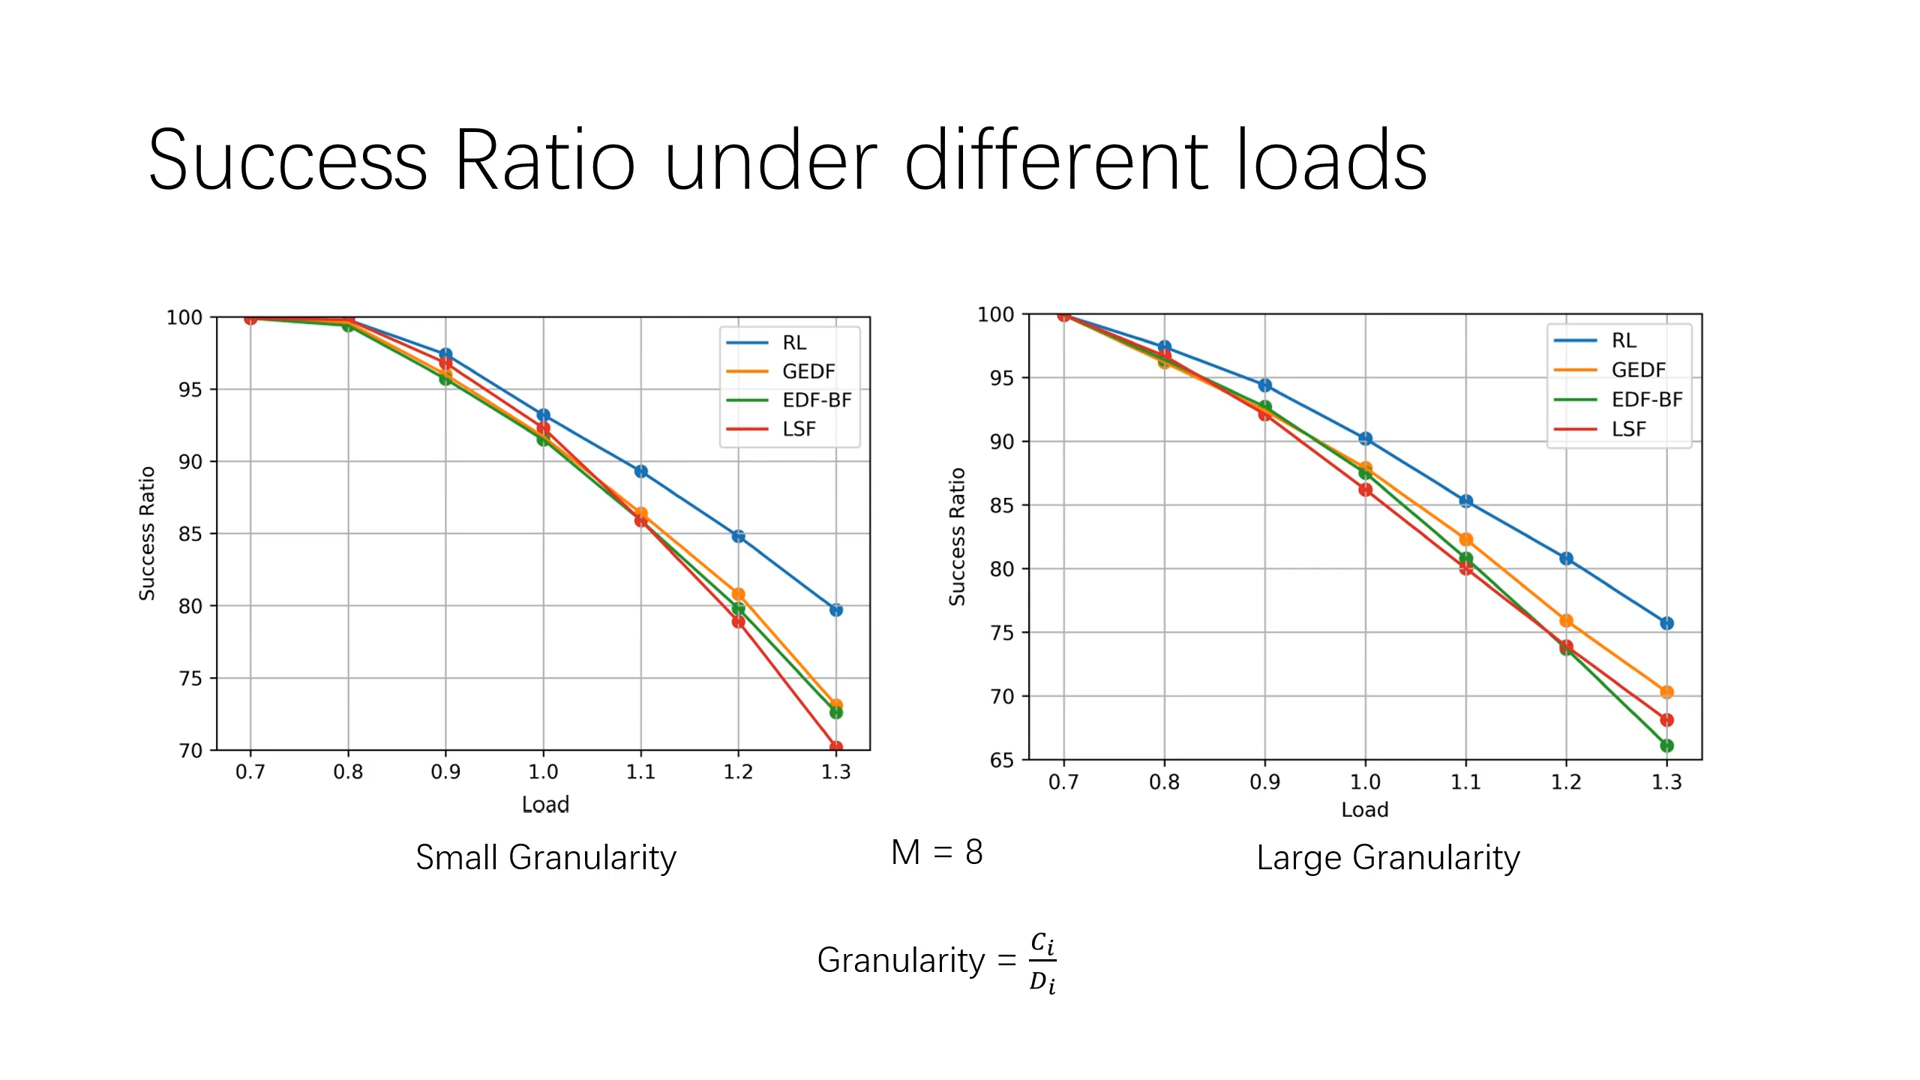 Success Ratio under different loads
100
95
90
85
80
75
70
Success Ratio
RL
GEDF
EDF-BF
LSF
0.7 0.8 0.9 1.0 1.1 1.2 1.3
Load
Small Granularity
100
95
90
85
80
75
70
65
Success Ratio
RL
GEDF
EDF-BF
LSF
0.7 0.8 0.9 1.0 1.1 1.2 1.3
Load
Large Granularity
M = 8
Granularity = C_i/D_i